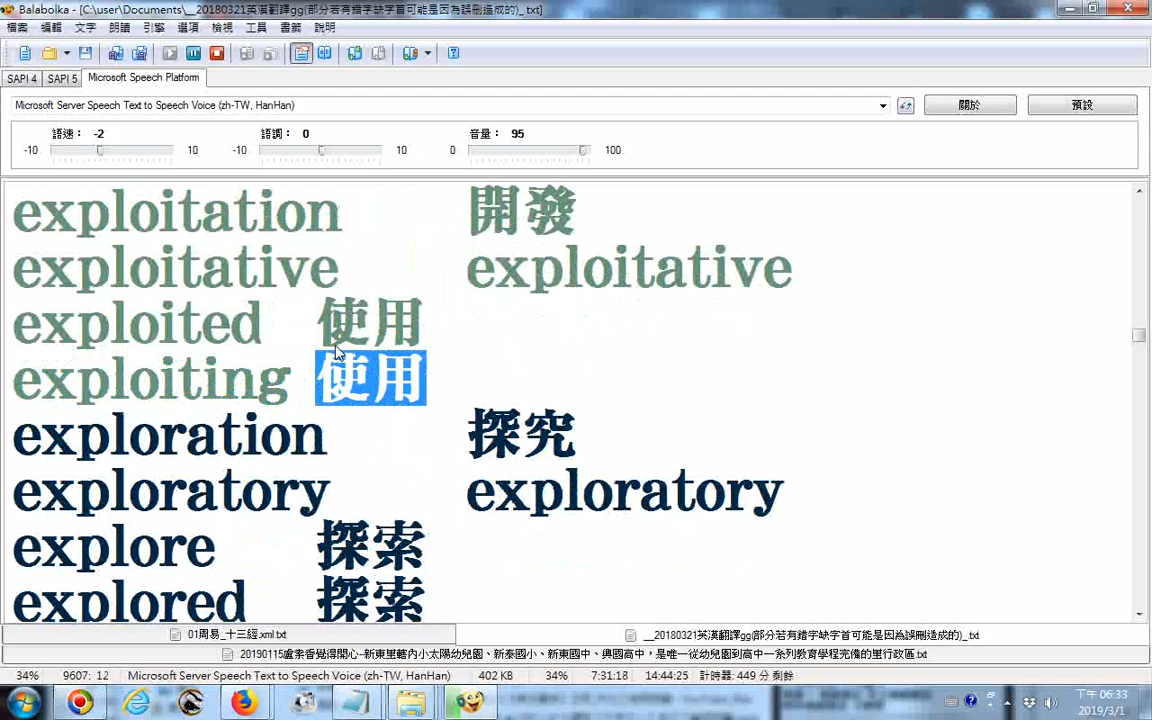 Balabolka - [C:\user\Documents\__20180321英漢翻譯gg(部分若有錯字缺字首可能是因為誤刪造成的)_.txt]
檔案 編輯 文字 朗讀 引擎 選項 檢視 工具 書籤 說明
SAPI 4 SAPI 5 Microsoft Speech Platform
Microsoft Server Speech Text to Speech Voice (zh-TW, HanHan) 關於 預設
語速： -2 語調： 0 音量： 95
-10 10 -10 10 0 100
exploitation 開發
exploitative exploitative
exploited 使用
exploiting 使用
exploration 探究
exploratory exploratory
explore 探索
explored 探索
01周易_十三經.xml.txt __20180321英漢翻譯gg(部分若有錯字缺字首可能是因為誤刪造成的)_.txt
20190115盧素香覺得開心-新東里轄內小太陽幼兒園、新泰國小、新東國中、興國高中，是唯一從幼兒園到高中一系列教育學程完備的里行政區.txt
34% 9607: 12 Microsoft Server Speech Text to Speech Voice (zh-TW, HanHan) 402 KB 34% 7:31:18 14:44:25 計時器: 449 分 剩餘
下午 06:33
2019/3/1